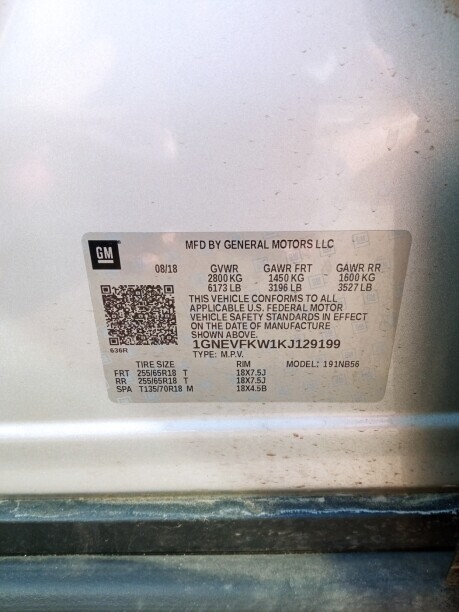 GM
MFD BY GENERAL MOTORS LLC
08/18 GVWR GAWR FRT GAWR RR
2800 KG 1450 KG 1600 KG
6173 LB 3196 LB 3527 LB
THIS VEHICLE CONFORMS TO ALL
APPLICABLE U.S. FEDERAL MOTOR
VEHICLE SAFETY STANDARDS IN EFFECT
ON THE DATE OF MANUFACTURE
SHOWN ABOVE.
1GNEVFKW1KJ129199
636R
TYPE: M.P.V.
TIRE SIZE RIM MODEL: 191NB56
FRT 255/65R18 T 18X7.5J
RR 255/65R18 T 18X7.5J
SPA T135/70R18 M 18X4.5B